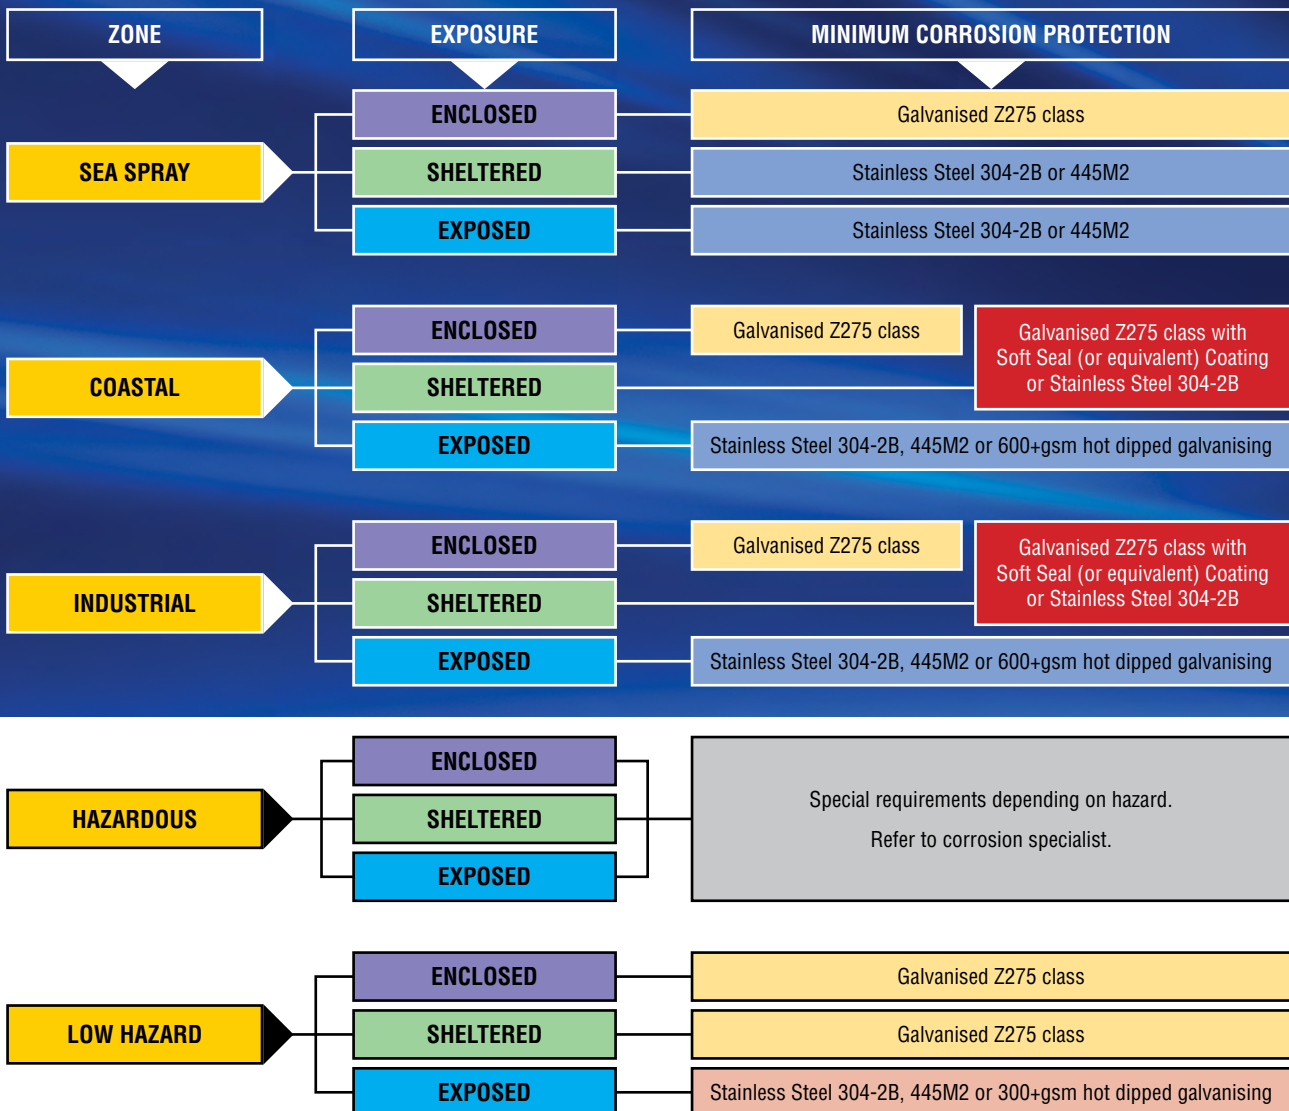 ZONE
EXPOSURE
MINIMUM CORROSION PROTECTION
SEA SPRAY
ENCLOSED
Galvanised Z275 class
SHELTERED
Stainless Steel 304-2B or 445M2
EXPOSED
Stainless Steel 304-2B or 445M2
COASTAL
ENCLOSED
Galvanised Z275 class
SHELTERED
Galvanised Z275 class with
Soft Seal (or equivalent) Coating
or Stainless Steel 304-2B
EXPOSED
Stainless Steel 304-2B, 445M2 or 600+gsm hot dipped galvanising
INDUSTRIAL
ENCLOSED
Galvanised Z275 class
SHELTERED
Galvanised Z275 class with
Soft Seal (or equivalent) Coating
or Stainless Steel 304-2B
EXPOSED
Stainless Steel 304-2B, 445M2 or 600+gsm hot dipped galvanising
HAZARDOUS
ENCLOSED
SHELTERED
EXPOSED
Special requirements depending on hazard.
Refer to corrosion specialist.
LOW HAZARD
ENCLOSED
Galvanised Z275 class
SHELTERED
Galvanised Z275 class
EXPOSED
Stainless Steel 304-2B, 445M2 or 300+gsm hot dipped galvanising